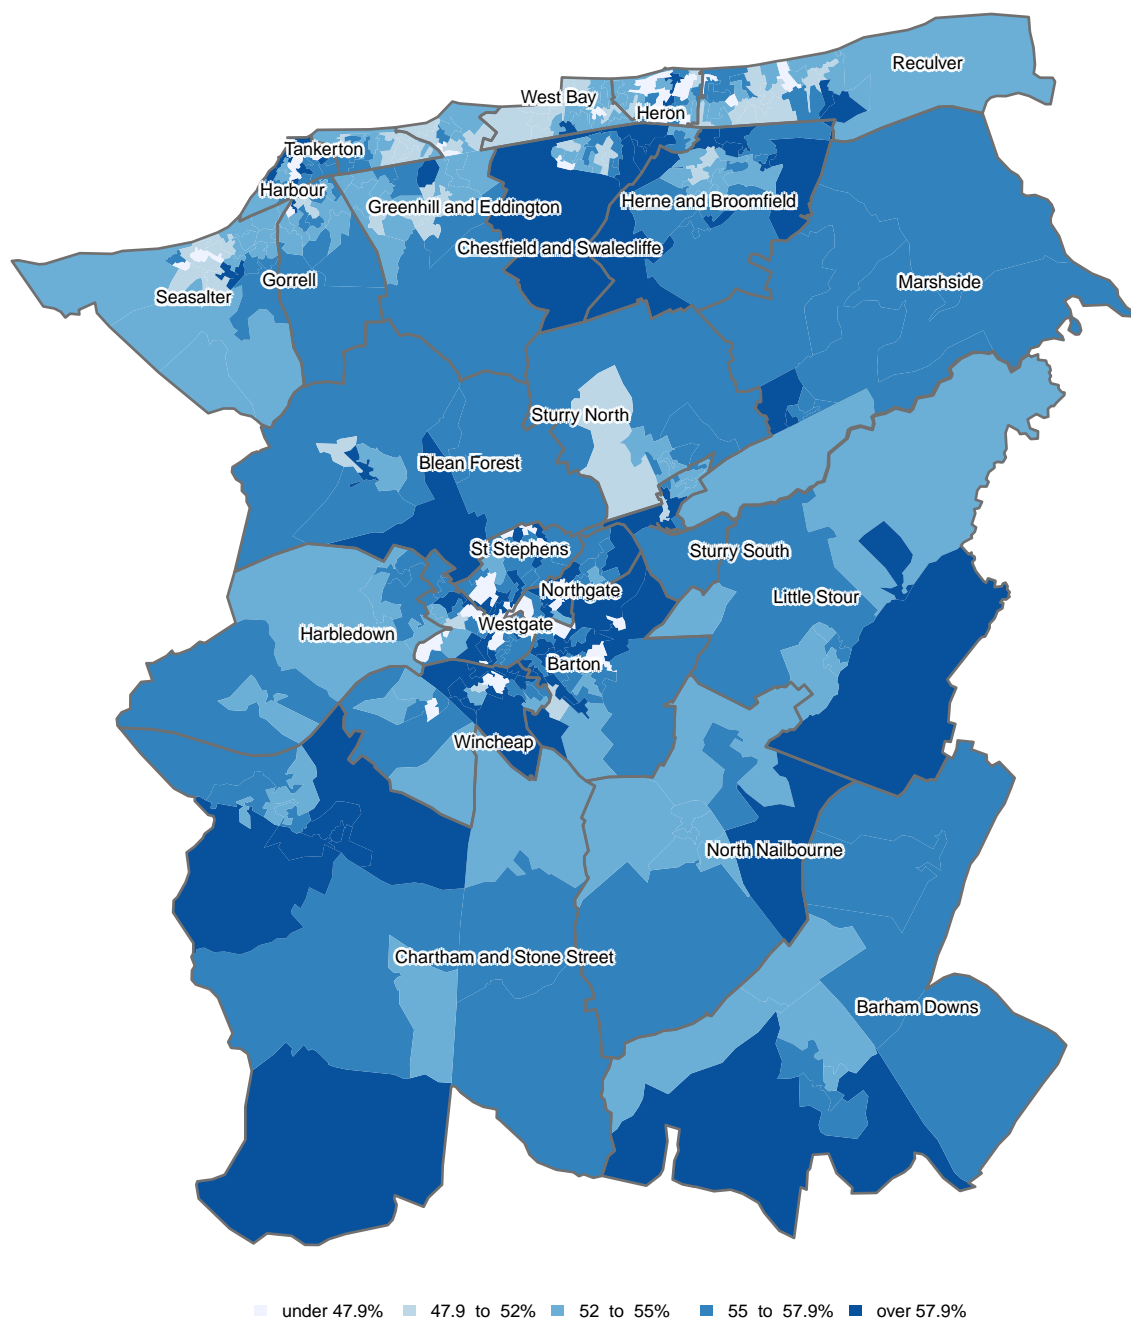 Reculver
West Bay
Heron
Tankerton
Harbour
Greenhill and Eddington
Herne and Broomfield
Chestfield and Swalecliffe
Gorrell
Marshside
Seasalter
Sturry North
Blean Forest
St Stephens
Sturry South
Northgate
Little Stour
Westgate
Harbledown
Barton
Wincheap
North Nailbourne
Chartham and Stone Street
Barham Downs
under 47.9% 47.9 to 52% 52 to 55% 55 to 57.9% over 57.9%